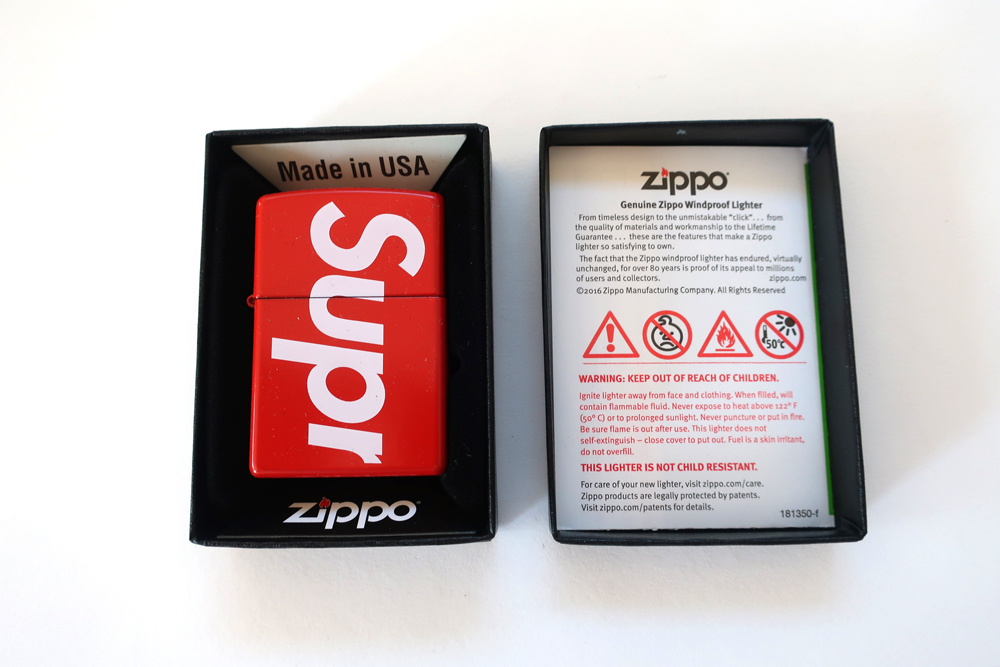 Made in USA
Supr
zippo
zippo
Genuine Zippo Windproof Lighter
From timeless design to the unmistakable "click". . . from
the quality of materials and workmanship to the Lifetime
Guarantee . . . these are the features that make a Zippo
lighter so satisfying to own.
The fact that the Zippo windproof lighter has endured, virtually
unchanged, for over 80 years is proof of its appeal to millions
of users and collectors.
zippo.com
©2016 Zippo Manufacturing Company. All Rights Reserved
50°C
WARNING: KEEP OUT OF REACH OF CHILDREN.
Ignite lighter away from face and clothing. When filled, will
contain flammable fluid. Never expose to heat above 122° F
(50° C) or to prolonged sunlight. Never puncture or put in fire.
Be sure flame is out after use. This lighter does not
self-extinguish – close cover to put out. Fuel is a skin irritant,
do not overfill.
THIS LIGHTER IS NOT CHILD RESISTANT.
For care of your new lighter, visit zippo.com/care.
Zippo products are legally protected by patents.
Visit zippo.com/patents for details.
181350-f